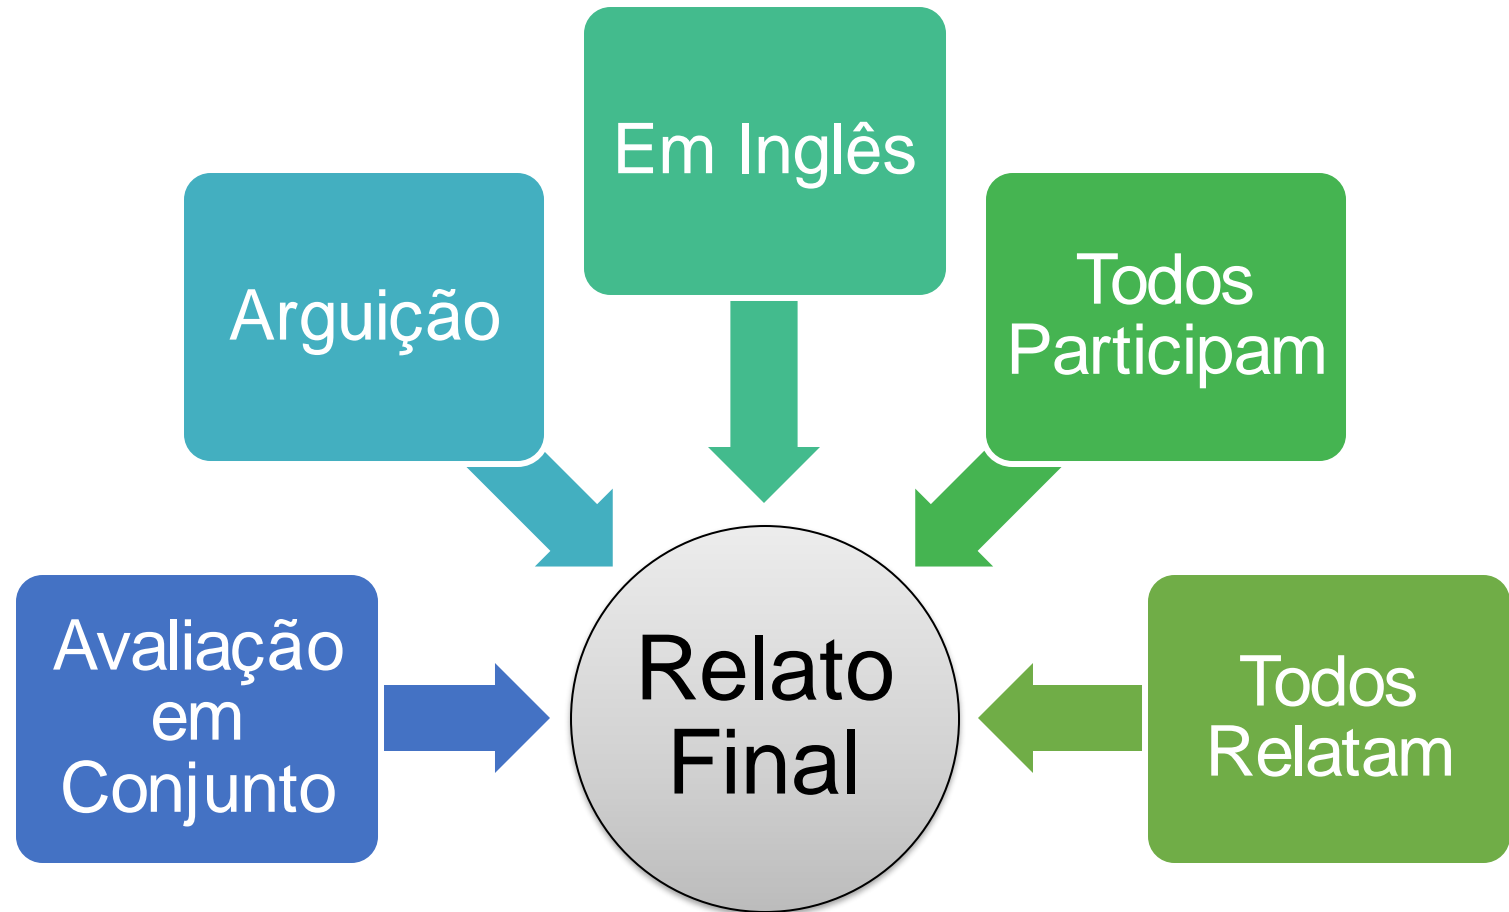 Em Inglês
Arguição
Todos
Participam
Avaliação
em
Conjunto
Relato
Final
Todos
Relatam